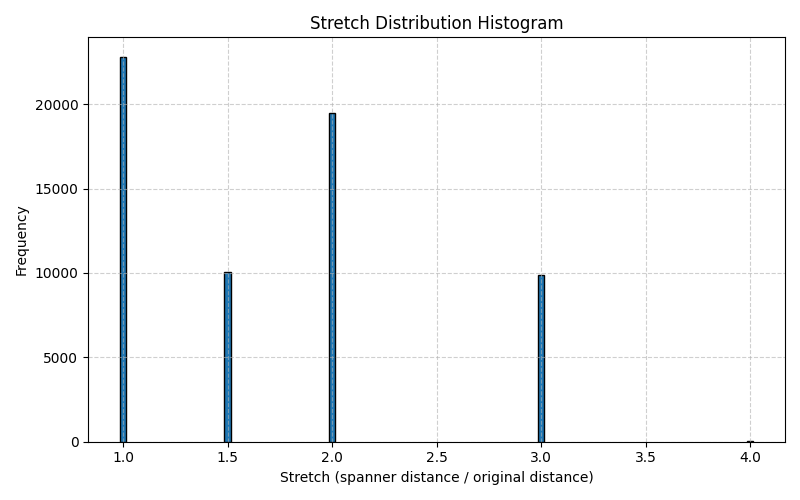 Stretch Distribution Histogram
Frequency
20000
15000
10000
5000
0
1.0 1.5 2.0 2.5 3.0 3.5 4.0
Stretch (spanner distance / original distance)